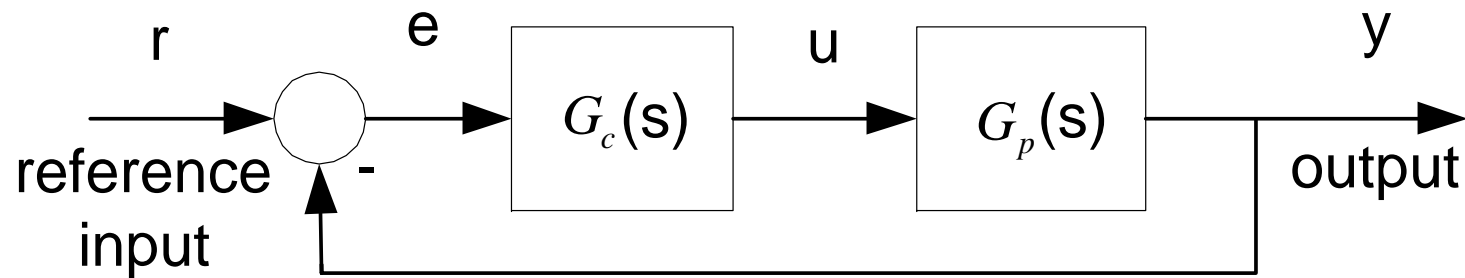 r
e
u
y
G_c(s)
G_p(s)
-
reference
input
output